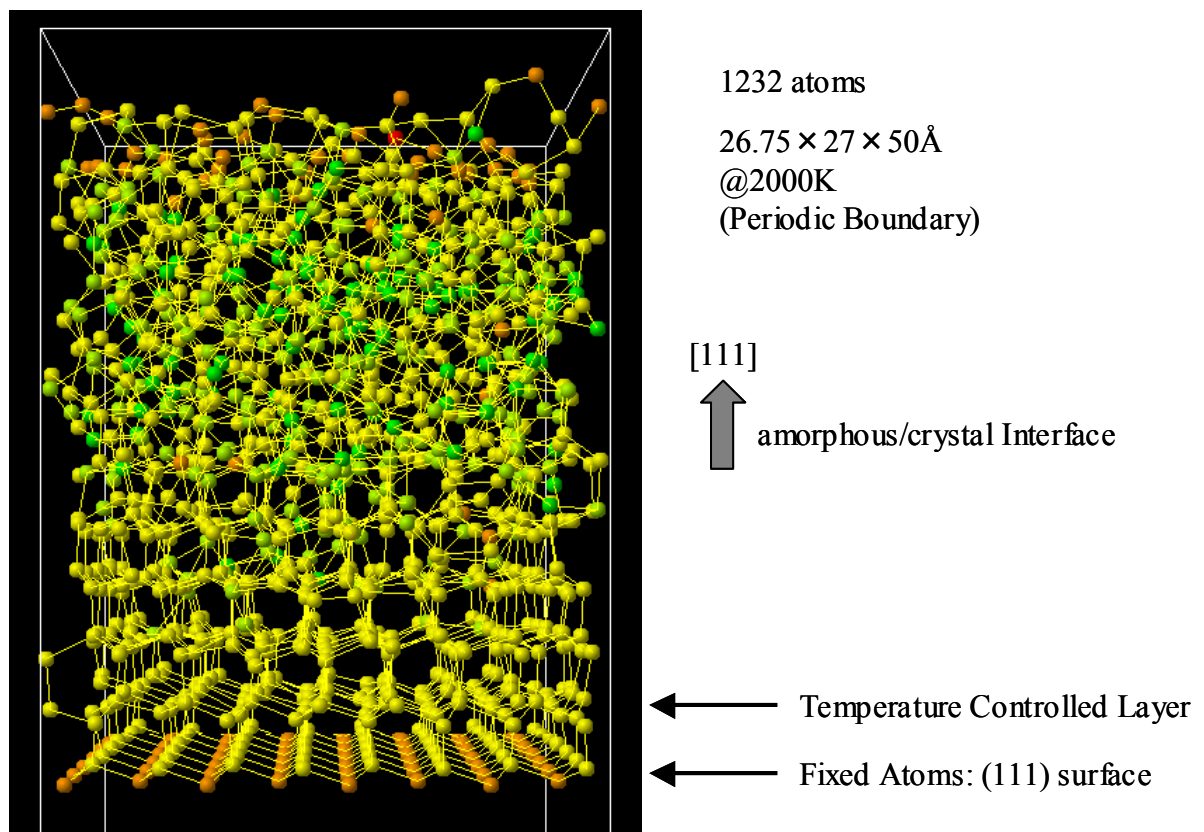 1232 atoms
26.75×27×50Å
@2000K
(Periodic Boundary)
[111]
amorphous/crystal Interface
Temperature Controlled Layer
Fixed Atoms: (111) surface